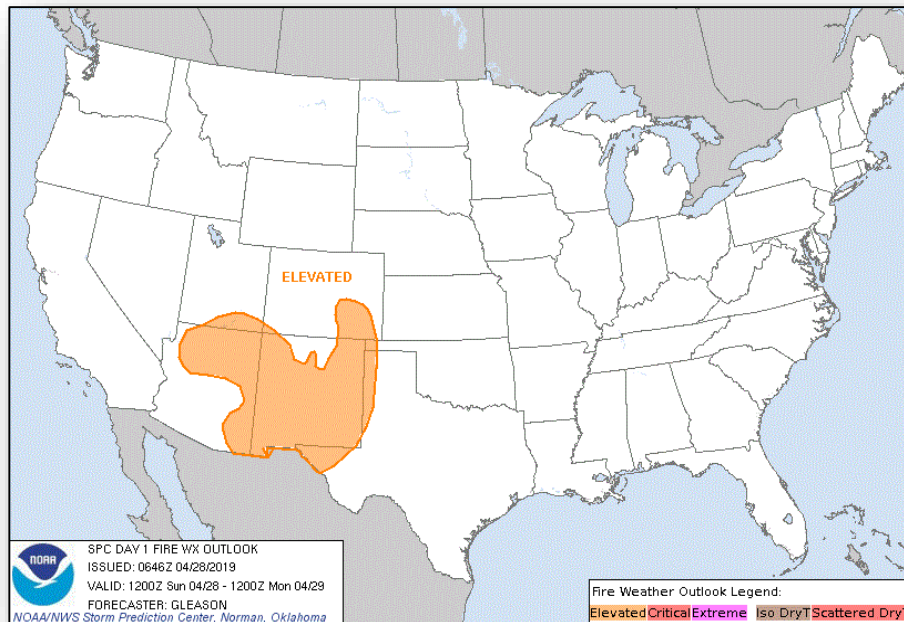 ELEVATED
NOAA
SPC DAY 1 FIRE WX OUTLOOK
ISSUED: 0646Z 04/28/2019
VALID: 1200Z Sun 04/28 - 1200Z Mon 04/29
FORECASTER: GLEASON
NOAA/NWS Storm Prediction Center, Norman, Oklahoma
Fire Weather Outlook Legend:
Elevated Critical Extreme Iso DryT Scattered DryT